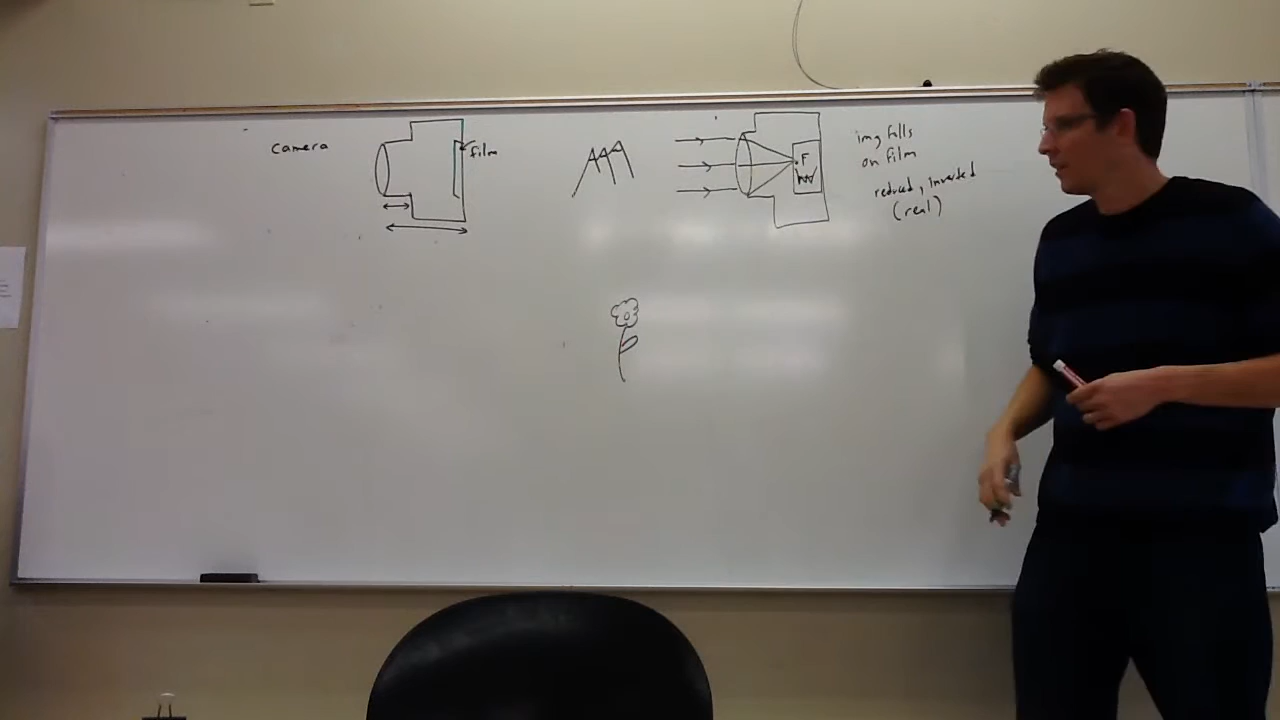 camera
film
F
img falls
on film
reduced, inverted
(real)